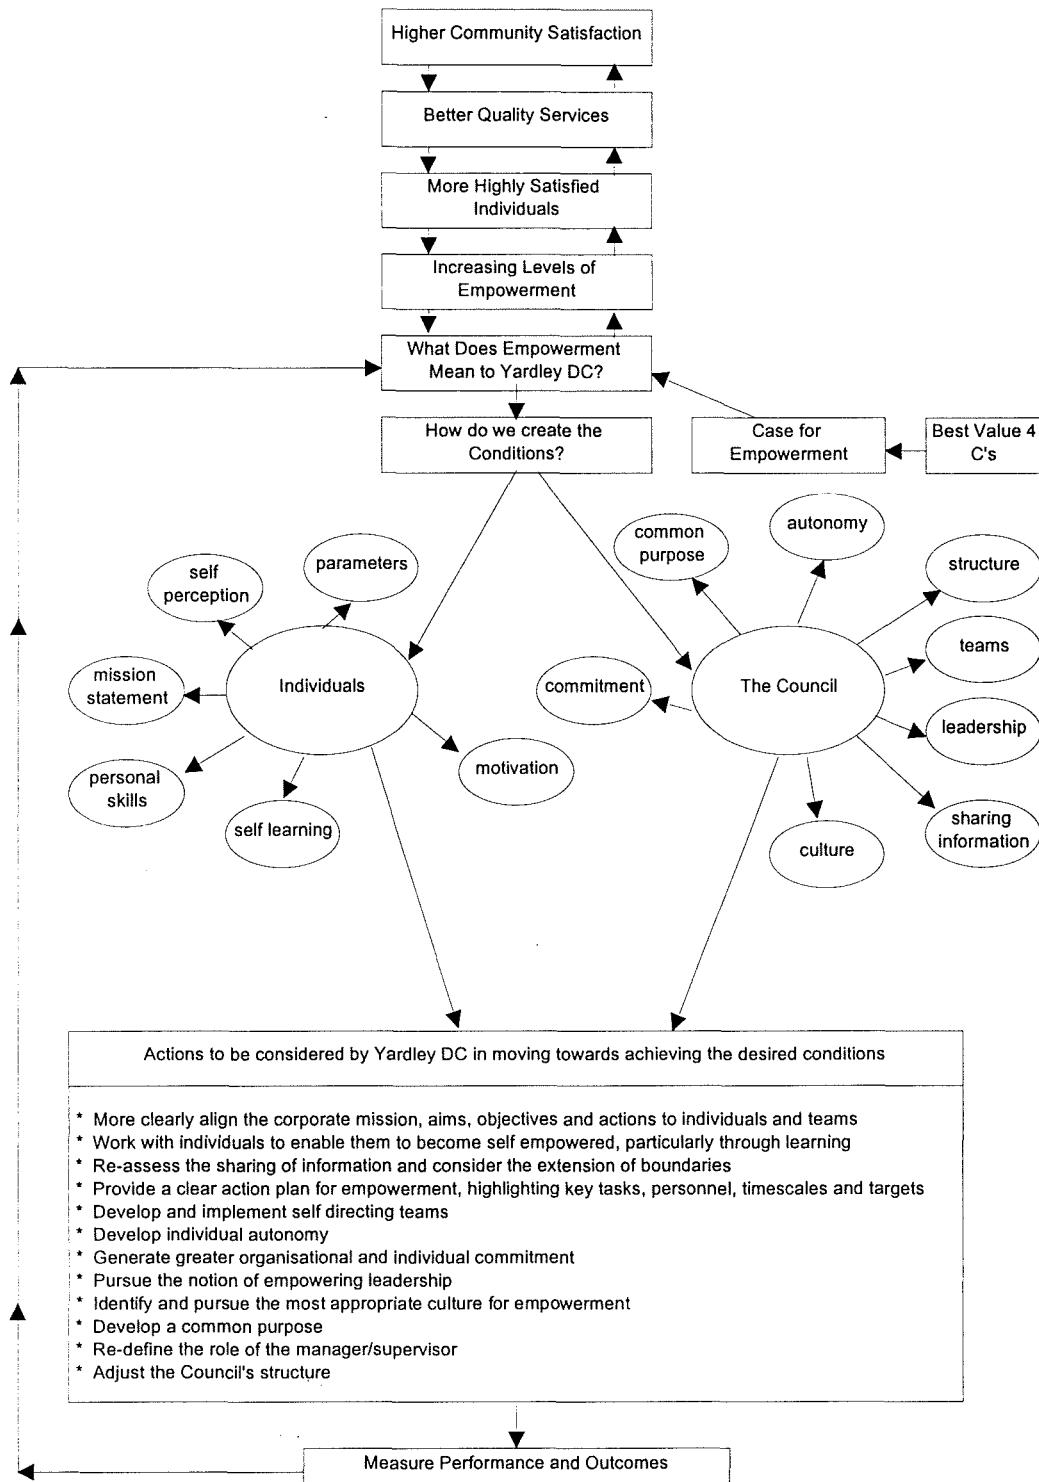 Higher Community Satisfaction
Better Quality Services
More Highly Satisfied
Individuals
Increasing Levels of
Empowerment
What Does Empowerment
Mean to Yardley DC?
How do we create the
Conditions?
Case for
Empowerment
Best Value 4
C's
self
perception
parameters
mission
statement
Individuals
personal
skills
self learning
motivation
common
purpose
autonomy
structure
teams
commitment
The Council
leadership
sharing
information
culture
Actions to be considered by Yardley DC in moving towards achieving the desired conditions
* More clearly align the corporate mission, aims, objectives and actions to individuals and teams
* Work with individuals to enable them to become self empowered, particularly through learning
* Re-assess the sharing of information and consider the extension of boundaries
* Provide a clear action plan for empowerment, highlighting key tasks, personnel, timescales and targets
* Develop and implement self directing teams
* Develop individual autonomy
* Generate greater organisational and individual commitment
* Pursue the notion of empowering leadership
* Identify and pursue the most appropriate culture for empowerment
* Develop a common purpose
* Re-define the role of the manager/supervisor
* Adjust the Council's structure
Measure Performance and Outcomes